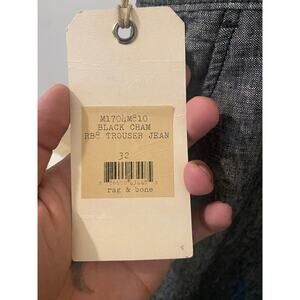 M1704M810
BLACK CHAM
RB8 TROUSER JEAN
32
rag & bone